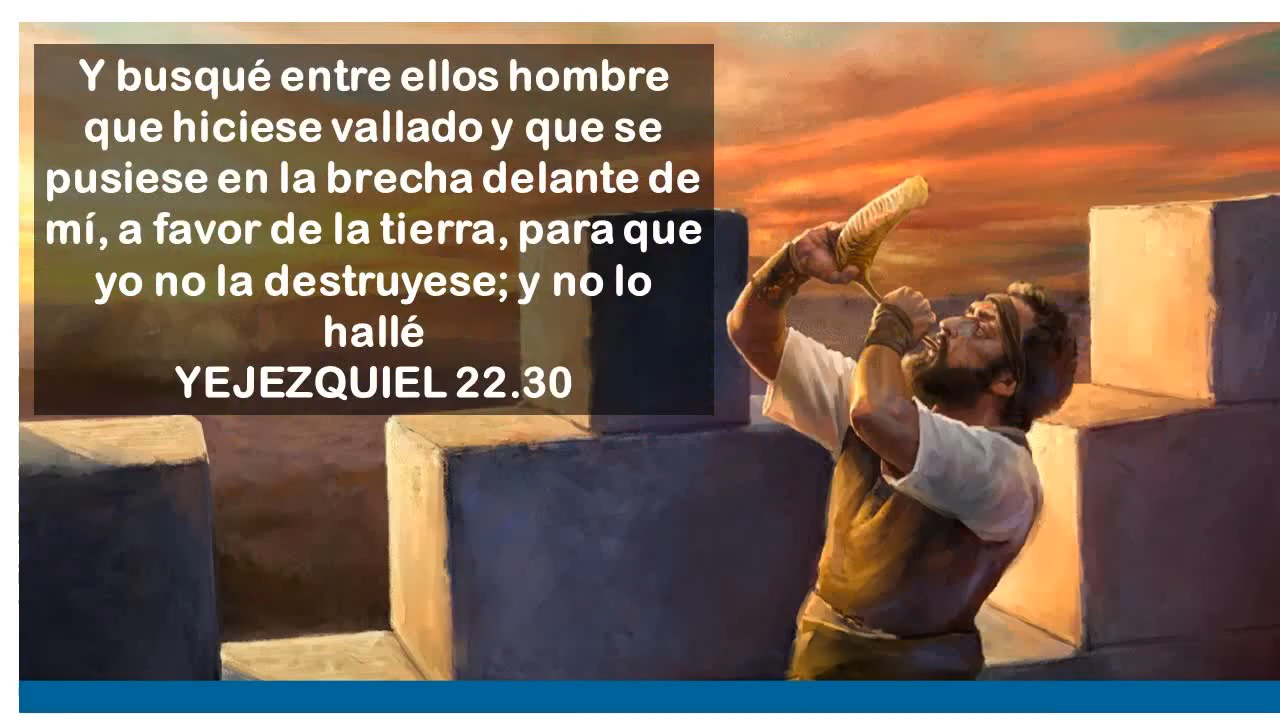 Y busqué entre ellos hombre
que hiciese vallado y que se
pusiese en la brecha delante de
mí, a favor de la tierra, para que
yo no la destruyese; y no lo
hallé
YEJEZQUIEL 22.30